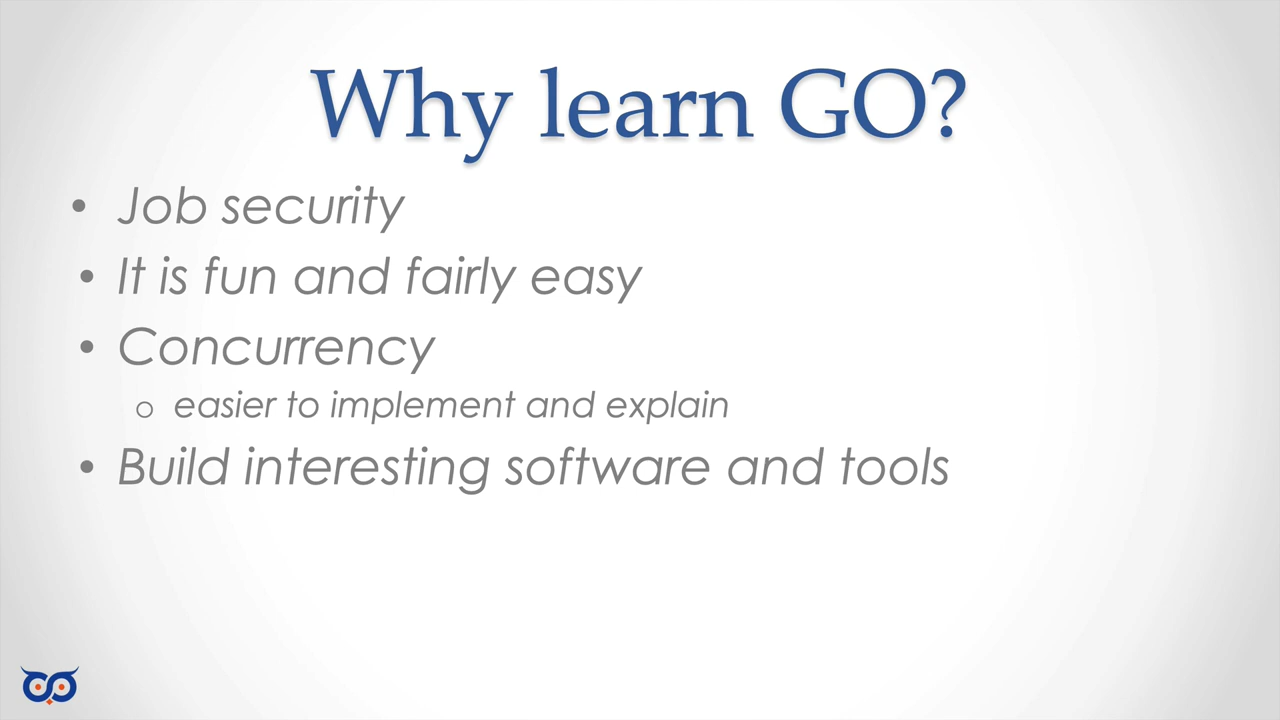 Why learn GO?
• Job security
• It is fun and fairly easy
• Concurrency
o easier to implement and explain
• Build interesting software and tools